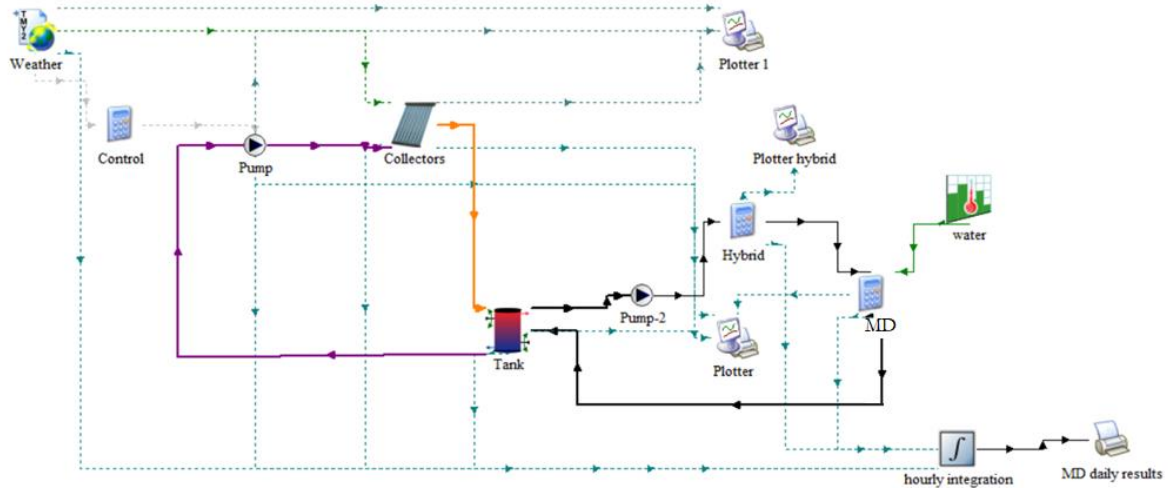 TMY2
Weather
Plotter 1
Control
Pump
Collectors
Plotter hybrid
water
Hybrid
Pump-2
MD
Tank
Plotter
∫
hourly integration
MD daily results